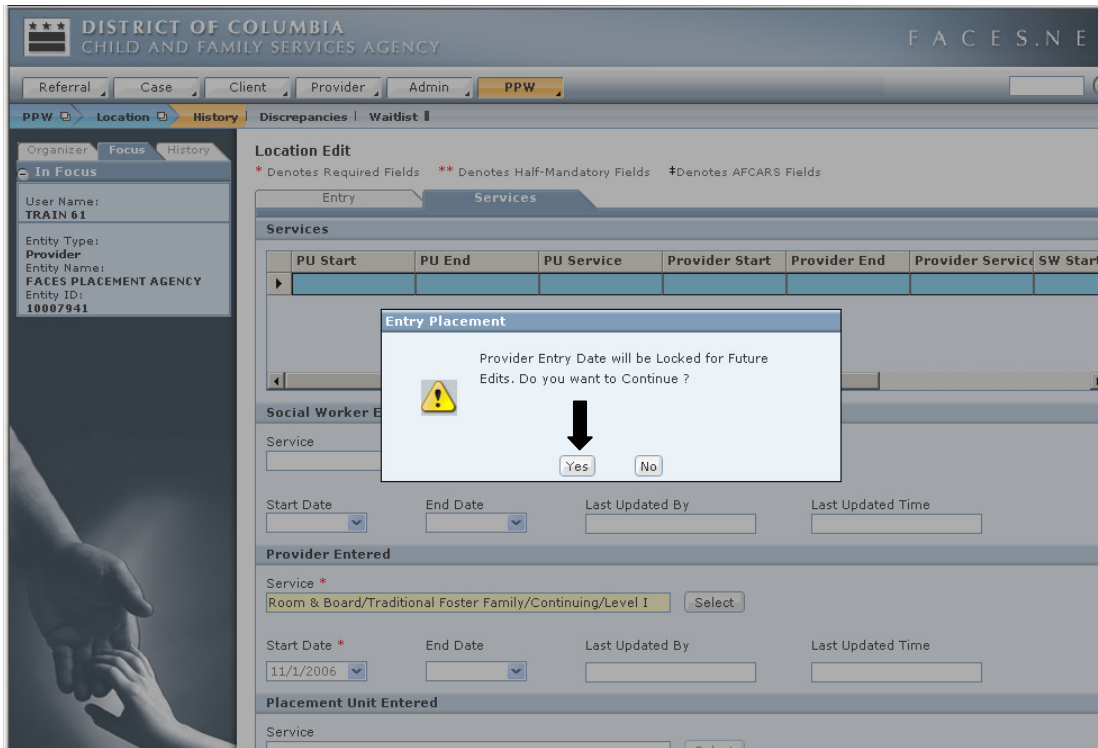 DISTRICT OF COLUMBIA
CHILD AND FAMILY SERVICES AGENCY
FACES.NE
Referral Case Client Provider Admin PPW
PPW Location History Discrepancies Waitlist
Organizer Focus History
In Focus
User Name:
TRAIN 61
Entity Type:
Provider
Entity Name:
FACES PLACEMENT AGENCY
Entity ID:
10007941
Location Edit
* Denotes Required Fields ** Denotes Half-Mandatory Fields ‡Denotes AFCARS Fields
Entry Services
Services
PU Start PU End PU Service Provider Start Provider End Provider Service SW Start
Entry Placement
Provider Entry Date will be Locked for Future
Edits. Do you want to Continue ?
Yes No
Social Worker E
Service
Start Date End Date Last Updated By Last Updated Time
Provider Entered
Service *
Room & Board/Traditional Foster Family/Continuing/Level I Select
Start Date * End Date Last Updated By Last Updated Time
11/1/2006
Placement Unit Entered
Service
Select